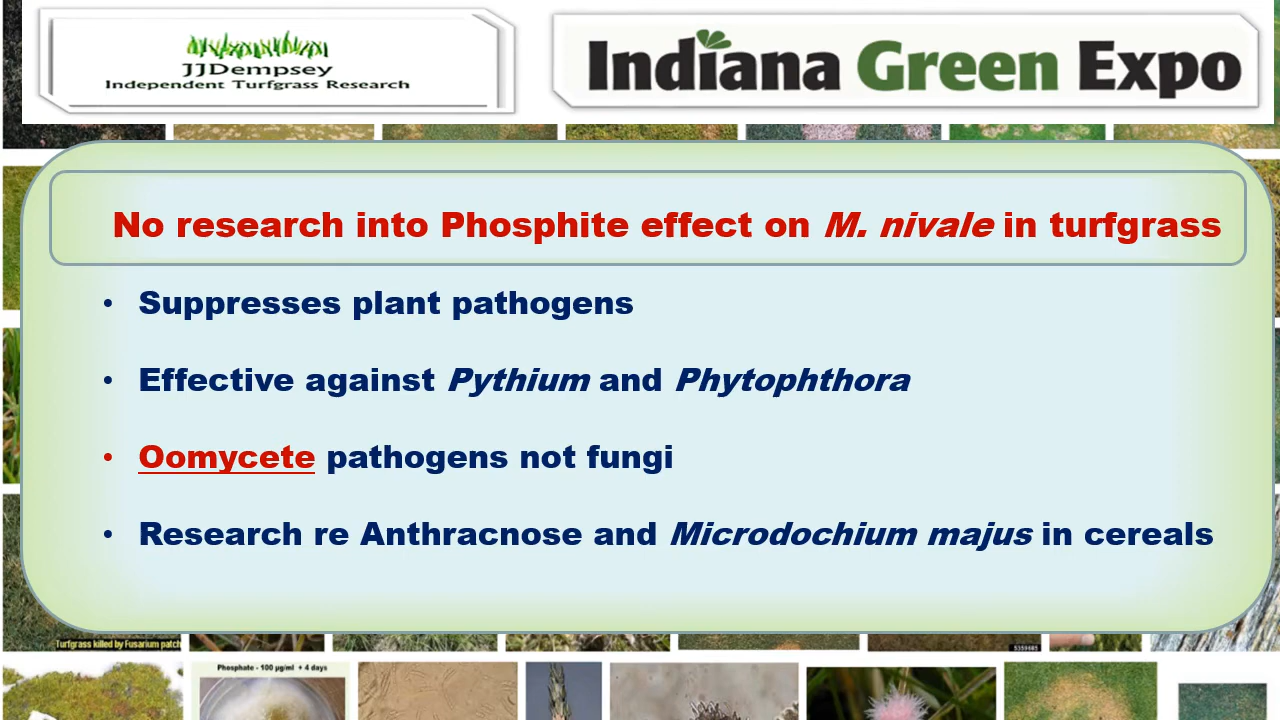 JJDempsey
Independent Turfgrass Research
Indiana Green Expo
No research into Phosphite effect on M. nivale in turfgrass
• Suppresses plant pathogens
• Effective against Pythium and Phytophthora
• Oomycete pathogens not fungi
• Research re Anthracnose and Microdochium majus in cereals
Turfgrass killed by Fusarium patch
Phosphate - 100 µg/ml + 4 days